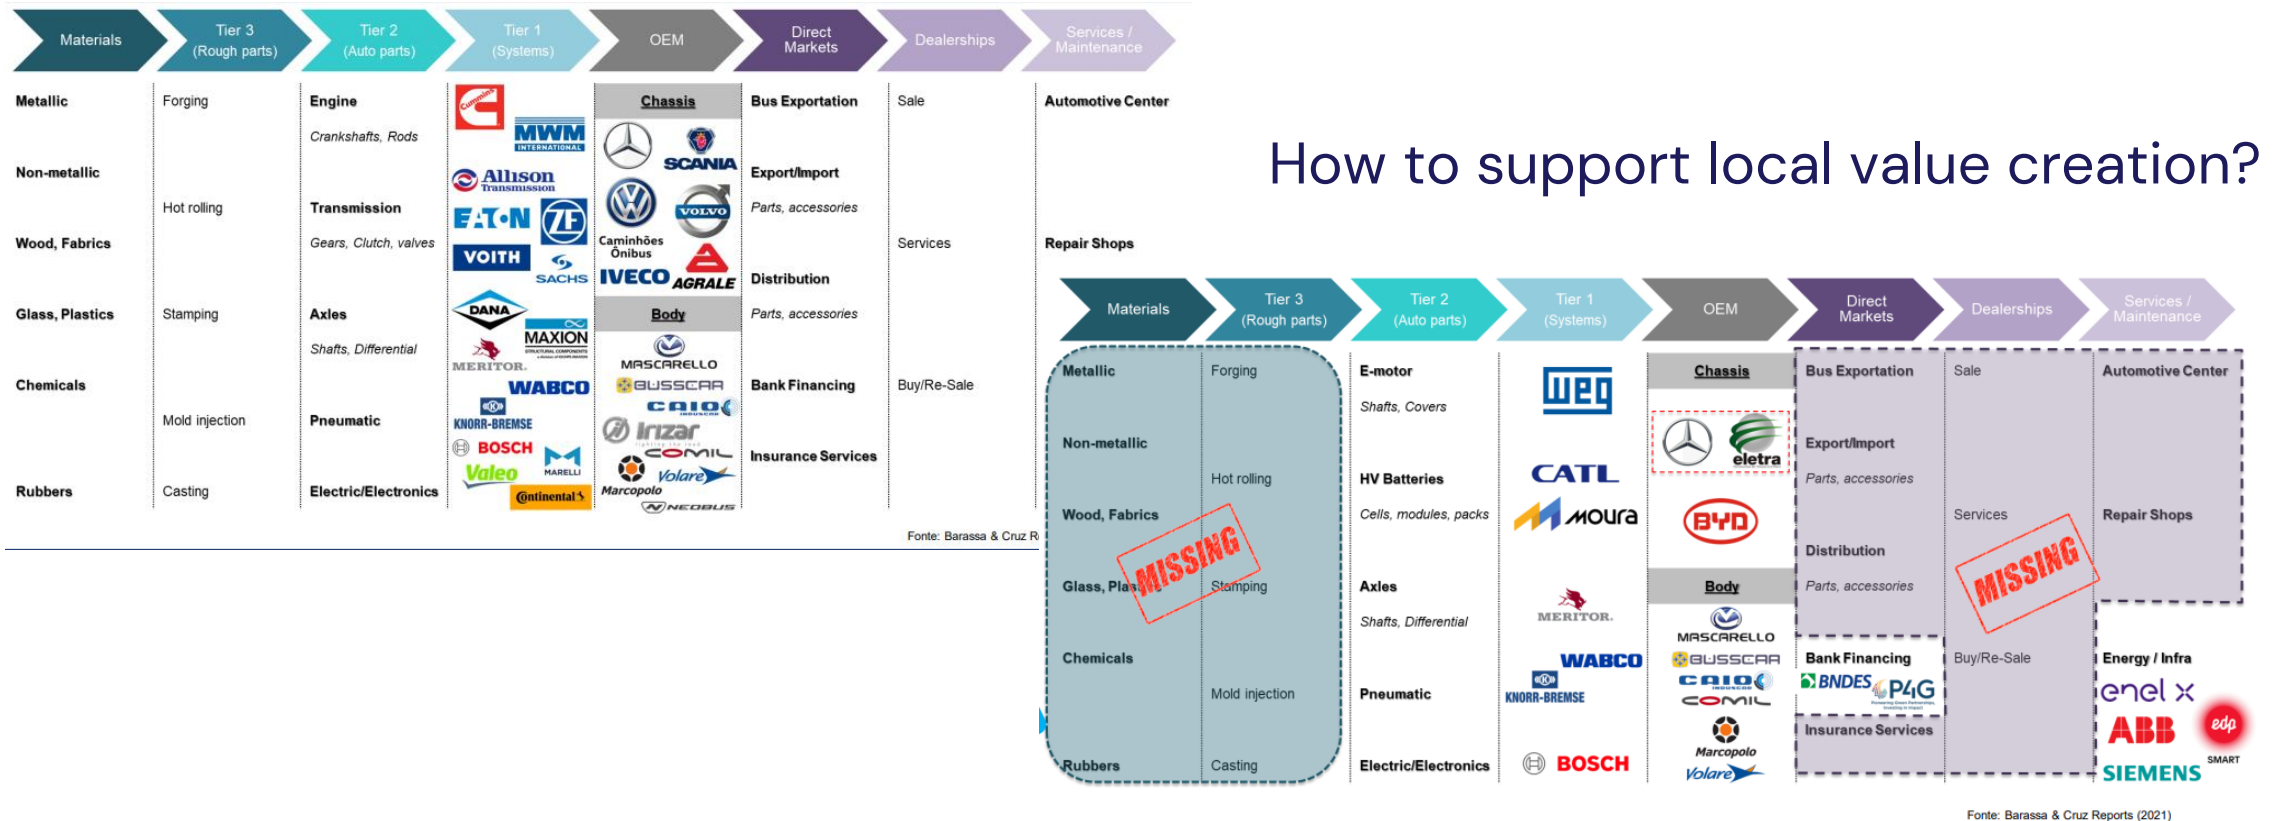 Materials
Tier 3
(Rough parts)
Tier 2
(Auto parts)
Tier 1
(Systems)
OEM
Direct
Markets
Dealerships
Services /
Maintenance
Metallic
Non-metallic
Wood, Fabrics
Glass, Plastics
Chemicals
Rubbers
Forging
Hot rolling
Stamping
Mold injection
Casting
Engine
Crankshafts, Rods
Transmission
Gears, Clutch, valves
Axles
Shafts, Differential
Pneumatic
Electric/Electronics
Cummins
MWM
INTERNATIONAL
Allison
Transmission
EATON
ZF
VOITH
SACHS
DANA
MAXION
STRUCTURAL COMPONENTS
MERITOR.
WABCO
KNORR-BREMSE
BOSCH
MARELLI
Valeo
Continental
Chassis
SCANIA
VOLVO
Caminhões
Ônibus
IVECO
AGRALE
Body
MASCARELLO
BUSSCAR
CAIO
INDUSCAR
Irizar
COMIL
Marcopolo
Volare
NEOBUS
Bus Exportation
Export/Import
Parts, accessories
Distribution
Parts, accessories
Bank Financing
Insurance Services
Sale
Services
Buy/Re-Sale
Automotive Center
Repair Shops
Fonte: Barassa & Cruz R
How to support local value creation?
Materials
Tier 3
(Rough parts)
Tier 2
(Auto parts)
Tier 1
(Systems)
OEM
Direct
Markets
Dealerships
Services /
Maintenance
Metallic
Non-metallic
Wood, Fabrics
Glass, Plas
Chemicals
Rubbers
MISSING
Forging
Hot rolling
Stamping
Mold injection
Casting
E-motor
Shafts, Covers
HV Batteries
Cells, modules, packs
Axles
Shafts, Differential
Pneumatic
Electric/Electronics
weg
CATL
moura
MERITOR.
WABCO
KNORR-BREMSE
BOSCH
Chassis
eletra
BYD
Body
MASCARELLO
BUSSCAR
CAIO
INDUSCAR
COMIL
Marcopolo
Volare
Bus Exportation
Export/Import
Parts, accessories
Distribution
Parts, accessories
Bank Financing
BNDES
P4G
Insurance Services
Sale
Services
MISSING
Buy/Re-Sale
Automotive Center
Repair Shops
Energy / Infra
enel x
ABB
edp
SMART
SIEMENS
Fonte: Barassa & Cruz Reports (2021)